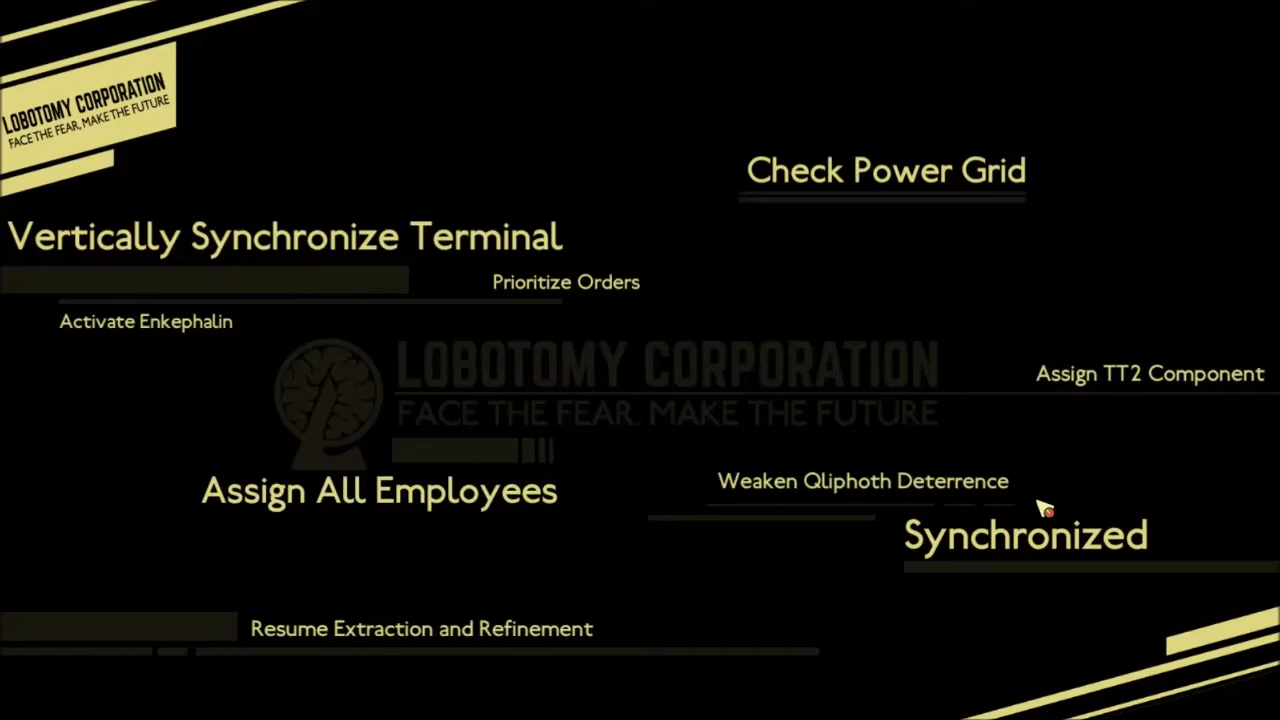 LOBOTOMY CORPORATION
FACE THE FEAR, MAKE THE FUTURE
Check Power Grid
Vertically Synchronize Terminal
Prioritize Orders
Activate Enkephalin
LOBOTOMY CORPORATION
FACE THE FEAR, MAKE THE FUTURE
Assign TT2 Component
Assign All Employees
Weaken Qliphoth Deterrence
Synchronized
Resume Extraction and Refinement